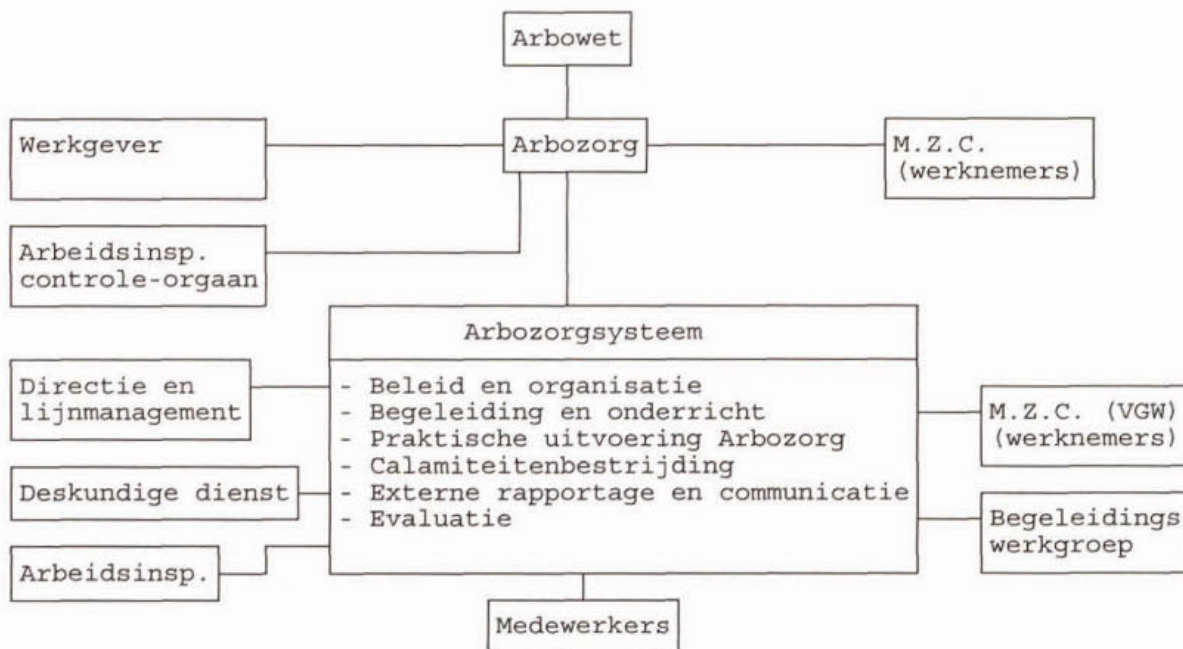 Arbowet
Werkgever
Arbozorg
M.Z.C.
(werknemers)
Arbeidsinsp.
controle-orgaan
Arbozorgsysteem
Directie en
lijnmanagement
- Beleid en organisatie
- Begeleiding en onderricht
- Praktische uitvoering Arbozorg
- Calamiteitenbestrijding
- Externe rapportage en communicatie
- Evaluatie
M.Z.C. (VGW)
(werknemers)
Deskundige dienst
Begeleidings
werkgroep
Arbeidsinsp.
Medewerkers